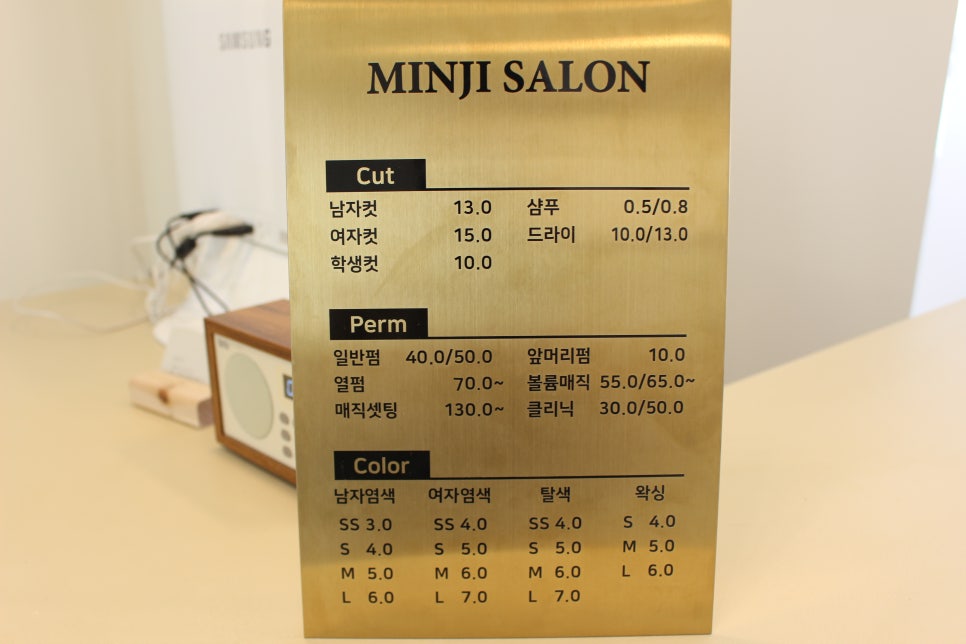 SAMSUNG
MINJI SALON
Cut
남자컷 13.0 샴푸 0.5/0.8
여자컷 15.0 드라이 10.0/13.0
학생컷 10.0
Perm
일반펌 40.0/50.0 앞머리펌 10.0
열펌 70.0~ 볼륨매직 55.0/65.0~
매직셋팅 130.0~ 클리닉 30.0/50.0
Color
남자염색 여자염색 탈색 왁싱
SS 3.0 SS 4.0 SS 4.0 S 4.0
S 4.0 S 5.0 S 5.0 M 5.0
M 5.0 M 6.0 M 6.0 L 6.0
L 6.0 L 7.0 L 7.0